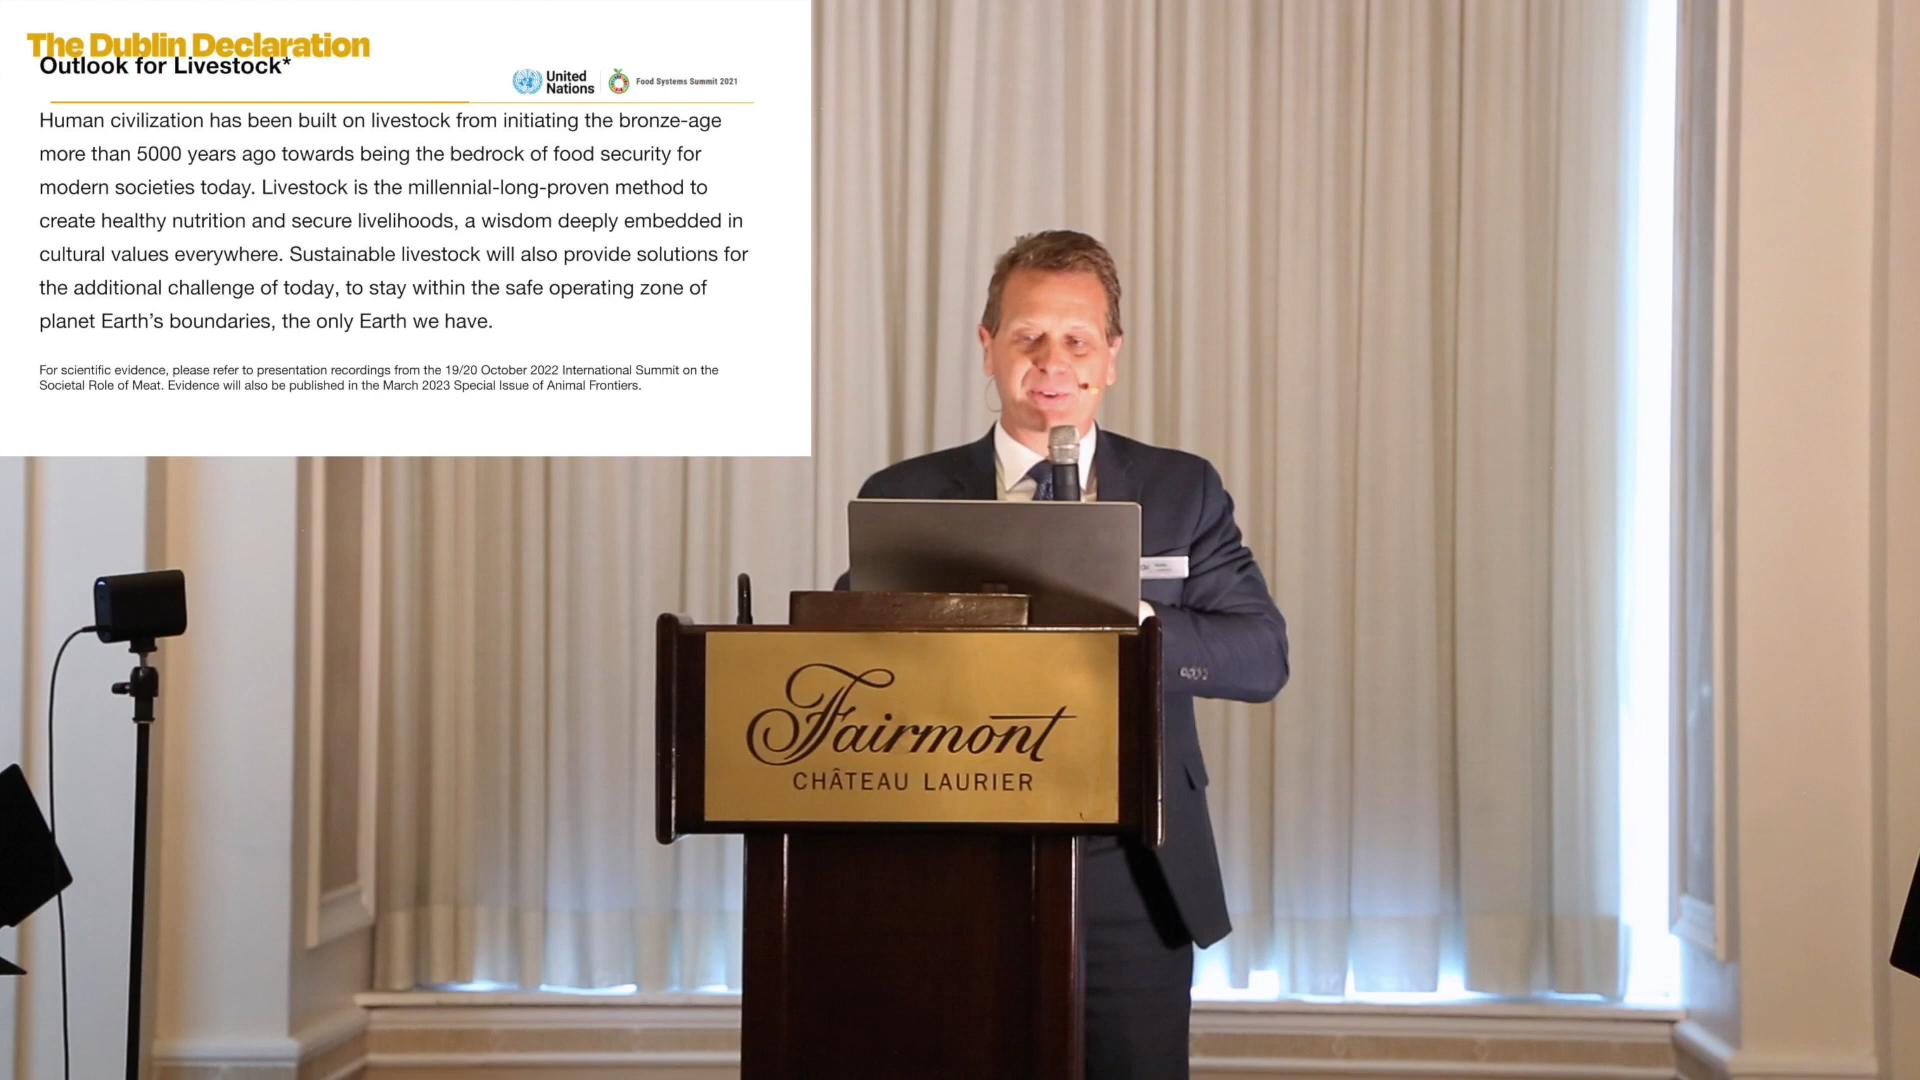 The Dublin Declaration
Outlook for Livestock*
United
Nations
Food Systems Summit 2021
Human civilization has been built on livestock from initiating the bronze-age
more than 5000 years ago towards being the bedrock of food security for
modern societies today. Livestock is the millennial-long-proven method to
create healthy nutrition and secure livelihoods, a wisdom deeply embedded in
cultural values everywhere. Sustainable livestock will also provide solutions for
the additional challenge of today, to stay within the safe operating zone of
planet Earth’s boundaries, the only Earth we have.
For scientific evidence, please refer to presentation recordings from the 19/20 October 2022 International Summit on the
Societal Role of Meat. Evidence will also be published in the March 2023 Special Issue of Animal Frontiers.
Fairmont
CHÂTEAU LAURIER